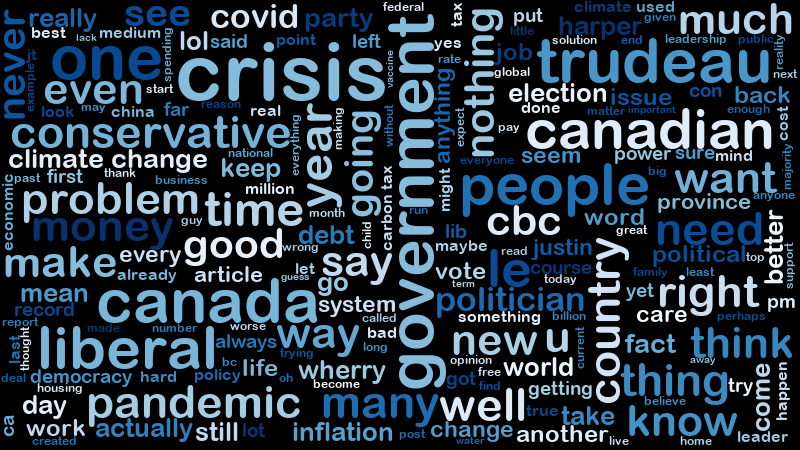 never
really
see
covid
party
federal
tax
put
climate
used
much
best
lack
medium
lol
said
point
left
yes
harper
little
given
one
spending
crisis
vaccine
rate
nothing
job
solution
end
leadership
public
trudeau
reality
next
jt
example
even
start
global
election
issue
con
back
look
may
china
far
reason
real
year
making
without
anything
expect
done
matter
important
enough
cost
conservative
everything
going
government
pay
canadian
climate change
national
keep
everyone
seem
power
sure
mind
majority
past
first
thank
business
million
might
people
big
want
anyone
economic
problem
time
month
child
carbon tax
run
province
money
guy
wrong
debt
lib
cbc
word
great
need
better
support
make
every
good
say
maybe
read
justin
political
top
already
article
let
go
vote
le
course
country
family
least
mean
guess
system
term
today
yet
right
pm
record
canada
called
politician
something
billion
care
perhaps
report
made
number
worse
way
bad
new
u
current
fact
think
last
thought
liberal
always
trying
long
opinion
world
away
deal
democracy
hard
policy
bc
life
oh
wherry
free
thing
try
come
happen
housing
become
got
find
getting
believe
day
pandemic
many
well
true
take
know
ca
work
created
actually
still
lot
inflation
post
change
water
another
live
home
leader